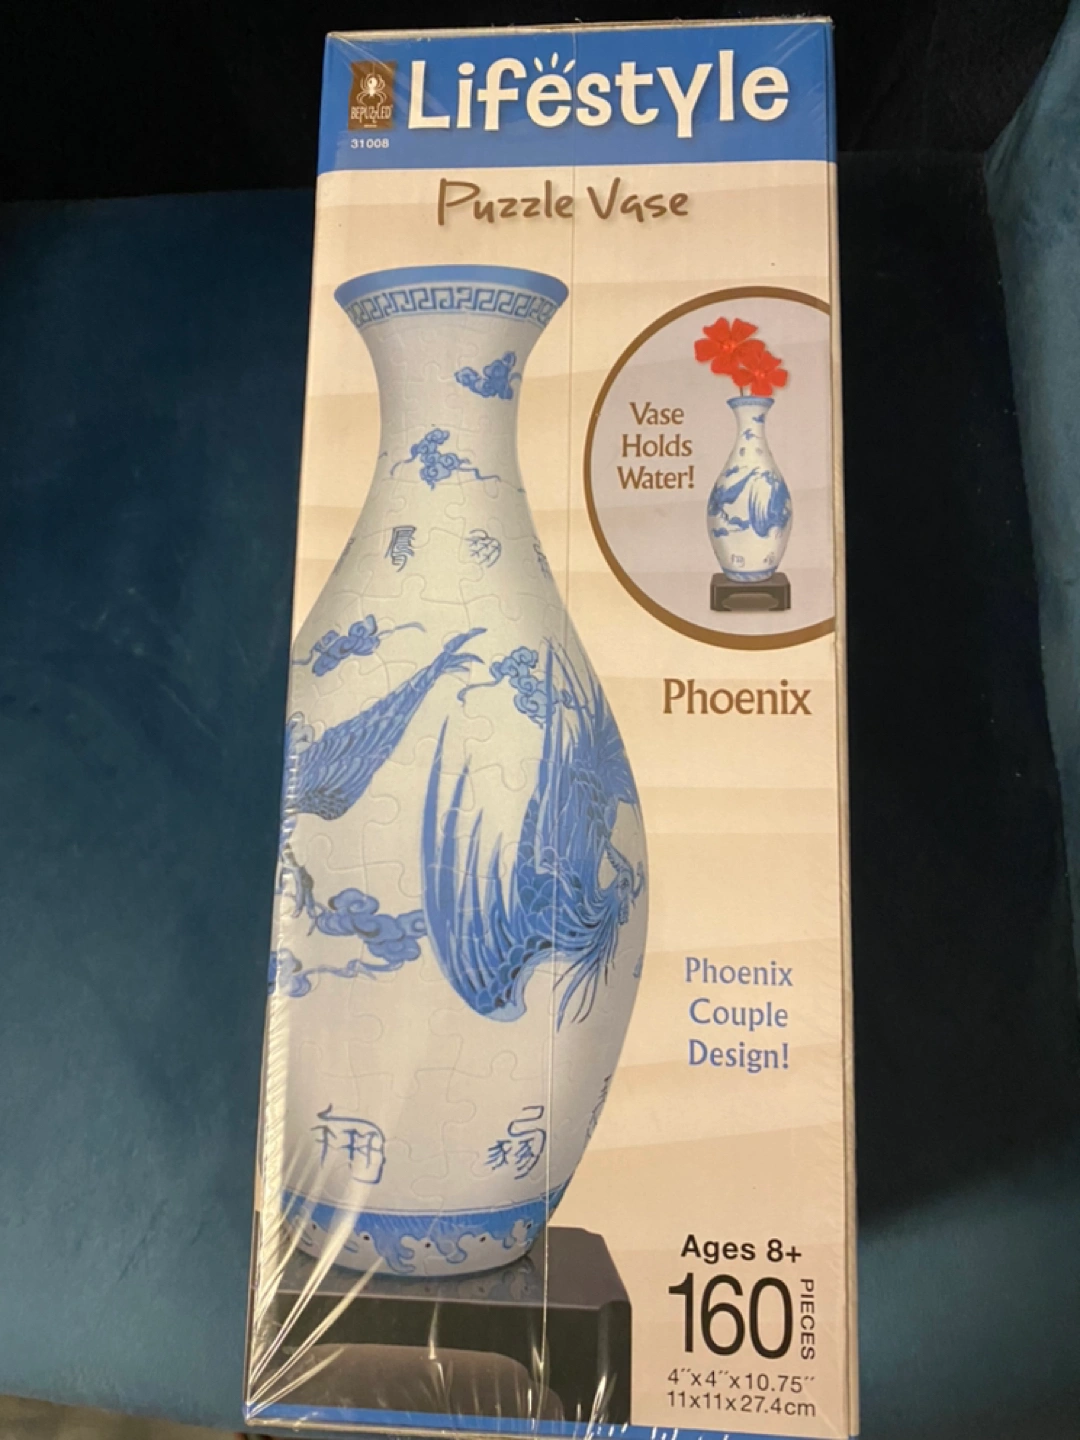 BEPUZZLED
31008
Lifestyle
Puzzle Vase
Vase
Holds
Water!
Phoenix
Phoenix
Couple
Design!
Ages 8+
160 PIECES
4˝x4˝x10.75˝
11x11x27.4cm